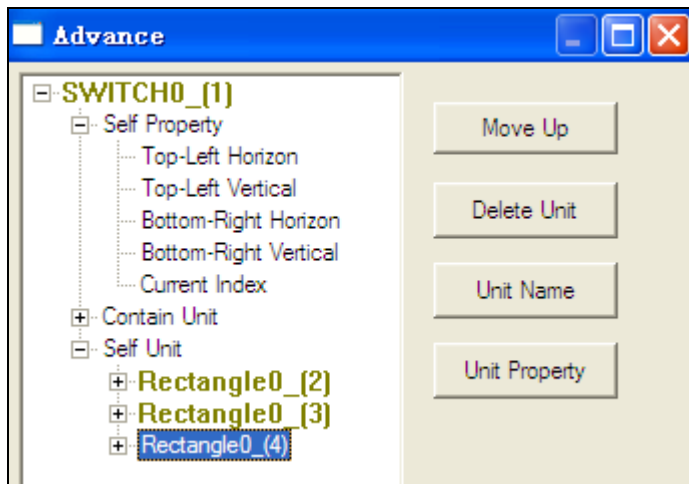 Advance
SWITCH0_(1)
Self Property
Top-Left Horizon
Top-Left Vertical
Bottom-Right Horizon
Bottom-Right Vertical
Current Index
Contain Unit
Self Unit
Rectangle0_(2)
Rectangle0_(3)
Rectangle0_(4)
Move Up
Delete Unit
Unit Name
Unit Property